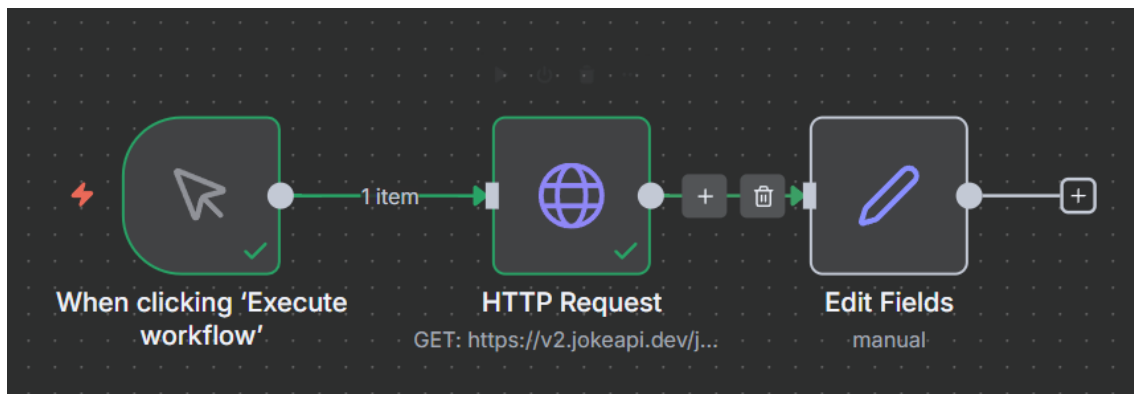 1 item
When clicking ‘Execute
workflow’
HTTP Request
GET: https://v2.jokeapi.dev/j...
Edit Fields
manual